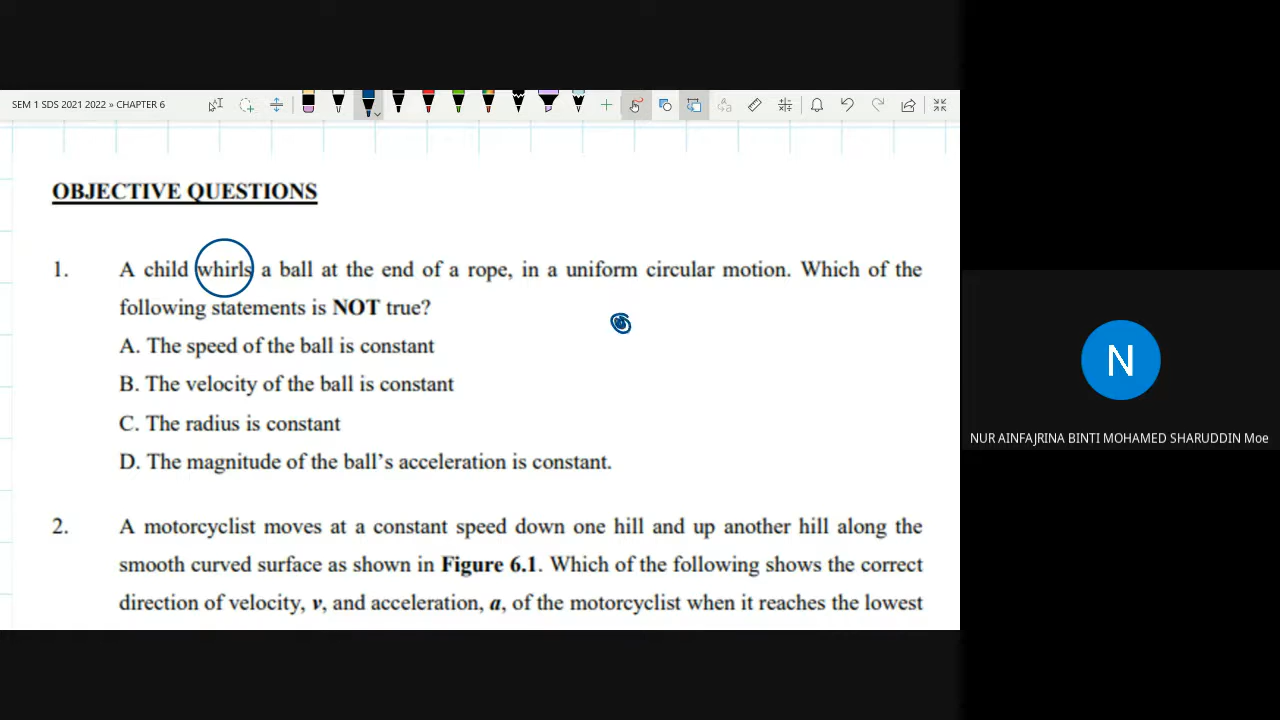 SEM 1 SDS 2021 2022 » CHAPTER 6
OBJECTIVE QUESTIONS
1. A child whirls a ball at the end of a rope, in a uniform circular motion. Which of the
following statements is NOT true?
A. The speed of the ball is constant
B. The velocity of the ball is constant
C. The radius is constant
D. The magnitude of the ball’s acceleration is constant.
2. A motorcyclist moves at a constant speed down one hill and up another hill along the
smooth curved surface as shown in Figure 6.1. Which of the following shows the correct
direction of velocity, v, and acceleration, a, of the motorcyclist when it reaches the lowest
N
NUR AINFAJRINA BINTI MOHAMED SHARUDDIN Moe